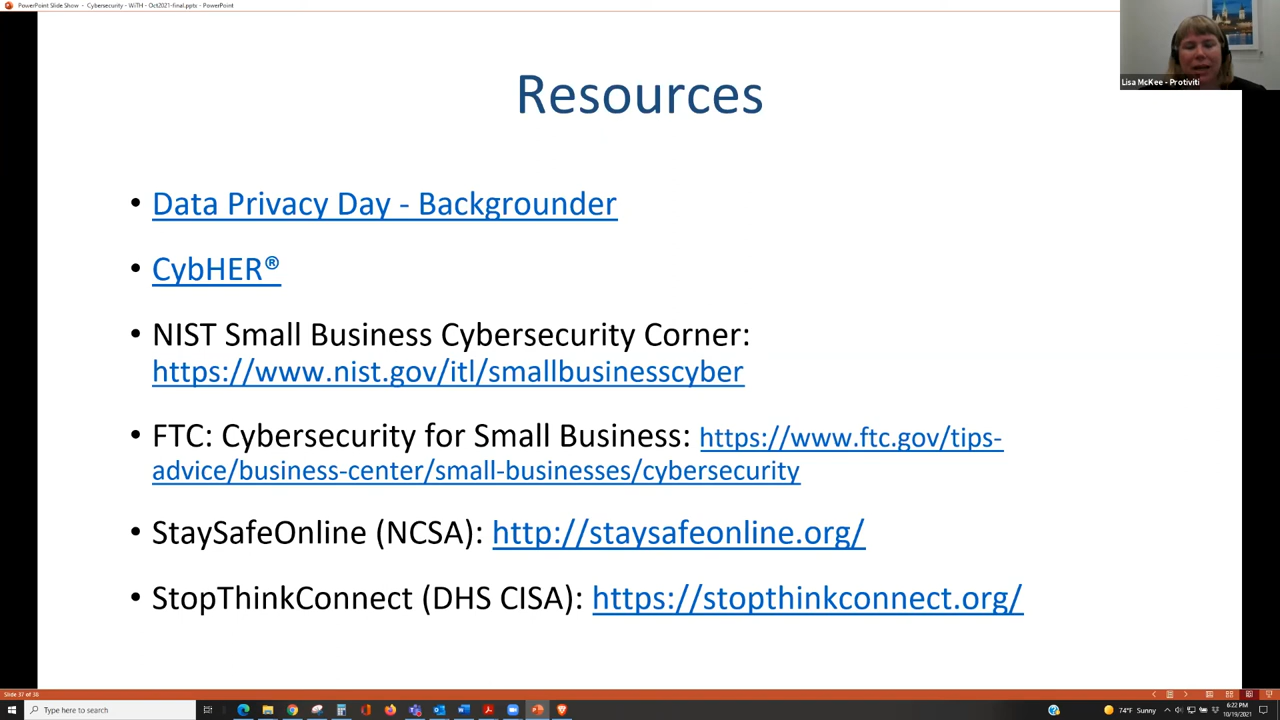 PowerPoint Slide Show - Cybersecurity - WiTH - Oct2021-final.pptx - PowerPoint
Lisa McKee - Protiviti
Resources
• Data Privacy Day - Backgrounder
• CybHER®
• NIST Small Business Cybersecurity Corner:
https://www.nist.gov/itl/smallbusinesscyber
• FTC: Cybersecurity for Small Business: https://www.ftc.gov/tips-
advice/business-center/small-businesses/cybersecurity
• StaySafeOnline (NCSA): http://staysafeonline.org/
• StopThinkConnect (DHS CISA): https://stopthinkconnect.org/
Slide 37 of 38
Type here to search
74°F Sunny
6:22 PM
10/19/2021